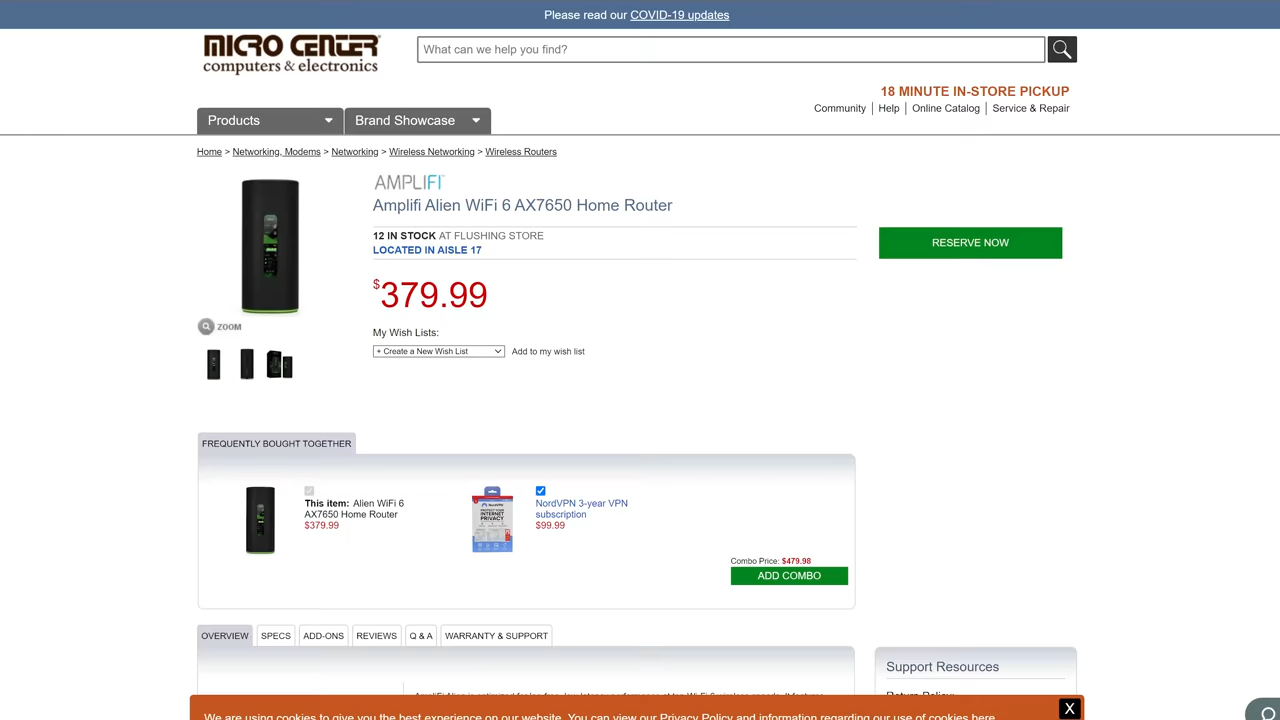 Please read our COVID-19 updates
MICRO CENTER
computers & electronics
What can we help you find?
18 MINUTE IN-STORE PICKUP
Community
Help
Online Catalog
Service & Repair
Products
Brand Showcase
Home > Networking, Modems > Networking > Wireless Networking > Wireless Routers
AMPLIFI
Amplifi Alien WiFi 6 AX7650 Home Router
12 IN STOCK AT FLUSHING STORE
LOCATED IN AISLE 17
RESERVE NOW
$379.99
ZOOM
My Wish Lists:
+ Create a New Wish List
Add to my wish list
FREQUENTLY BOUGHT TOGETHER
This item: Alien WiFi 6
AX7650 Home Router
$379.99
NordVPN 3-year VPN
subscription
$99.99
Combo Price: $479.98
ADD COMBO
OVERVIEW
SPECS
ADD-ONS
REVIEWS
Q & A
WARRANTY & SUPPORT
Support Resources
Return Policy:
X
We are using cookies to give you the best experience on our website. You can view our Privacy Policy and information regarding our use of cookies here.